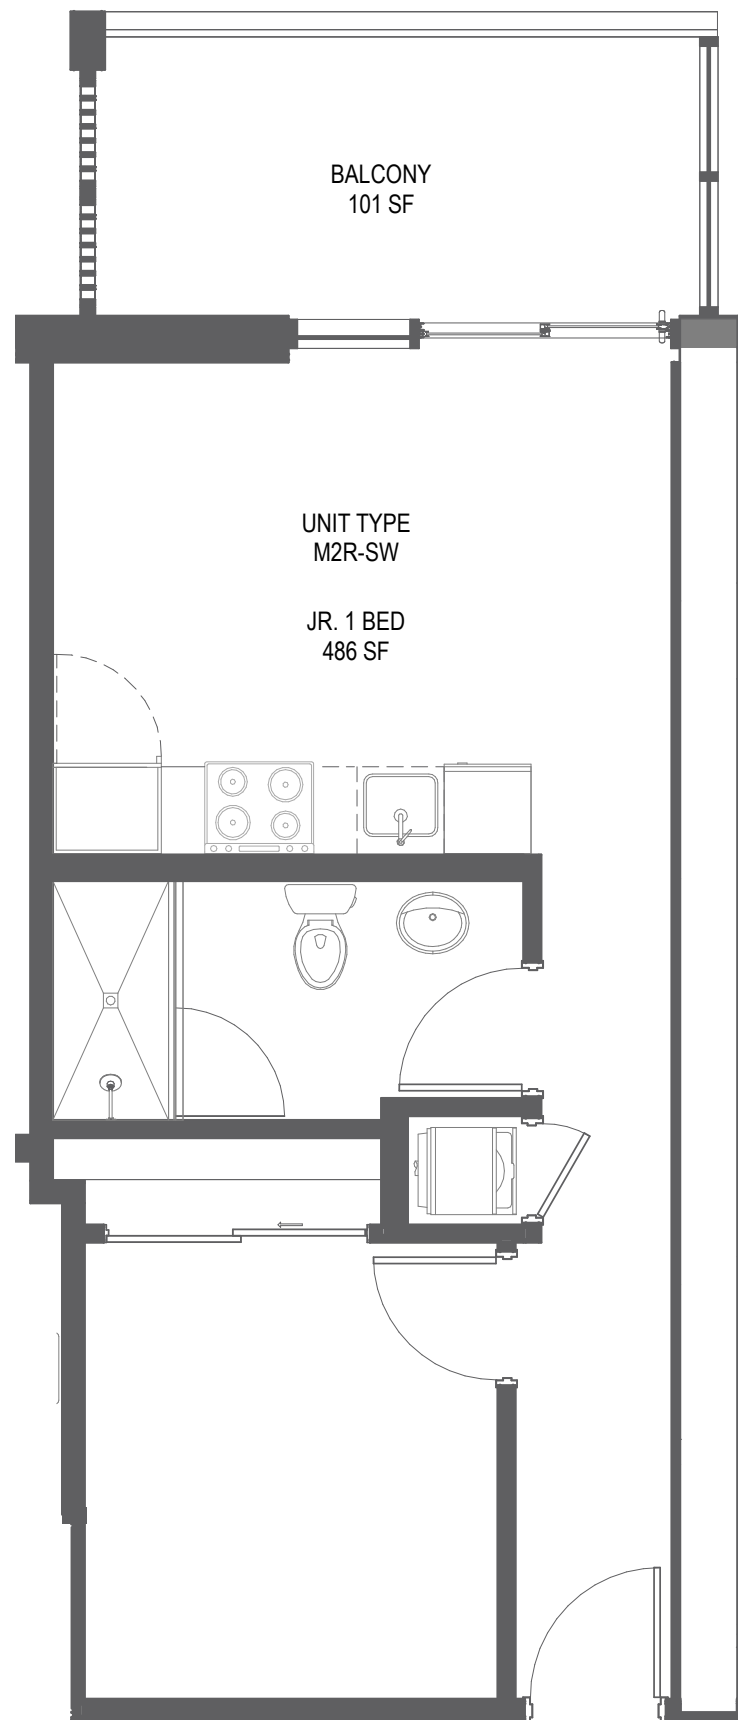 BALCONY
101 SF
UNIT TYPE
M2R-SW
JR. 1 BED
486 SF